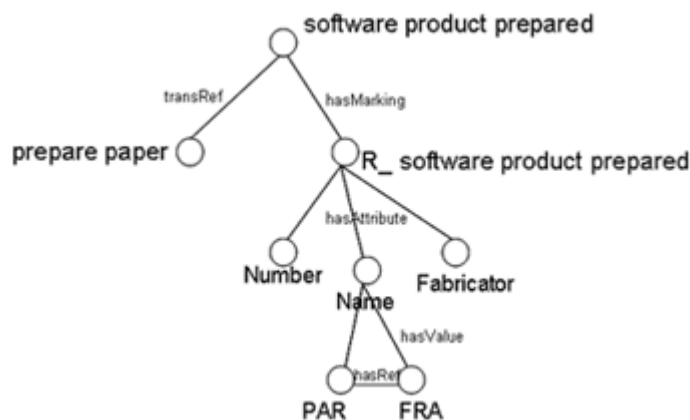 software product prepared
transRef
hasMarking
prepare paper
R_ software product prepared
hasAttribute
Number
Name
Fabricator
hasValue
hasRef
PAR
FRA